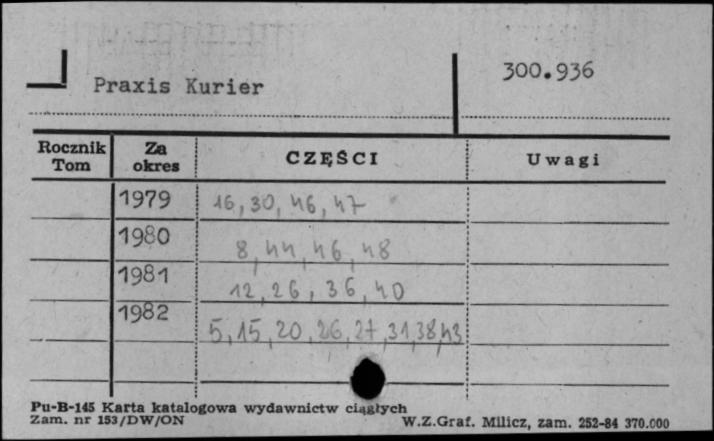 Praxis Kurier 300.936
Rocznik Tom Za okres CZĘŚCI Uwagi
1979 16, 30, 46, 47
1980 8, 44, 46, 48
1981 12, 26, 36, 40
1982 5, 15, 20, 26, 27, 31, 38, 43
Pu-B-145 Karta katalogowa wydawnictw ciągłych
Zam. nr 153/DW/ON W.Z.Graf. Milicz, zam. 252-84 370.000